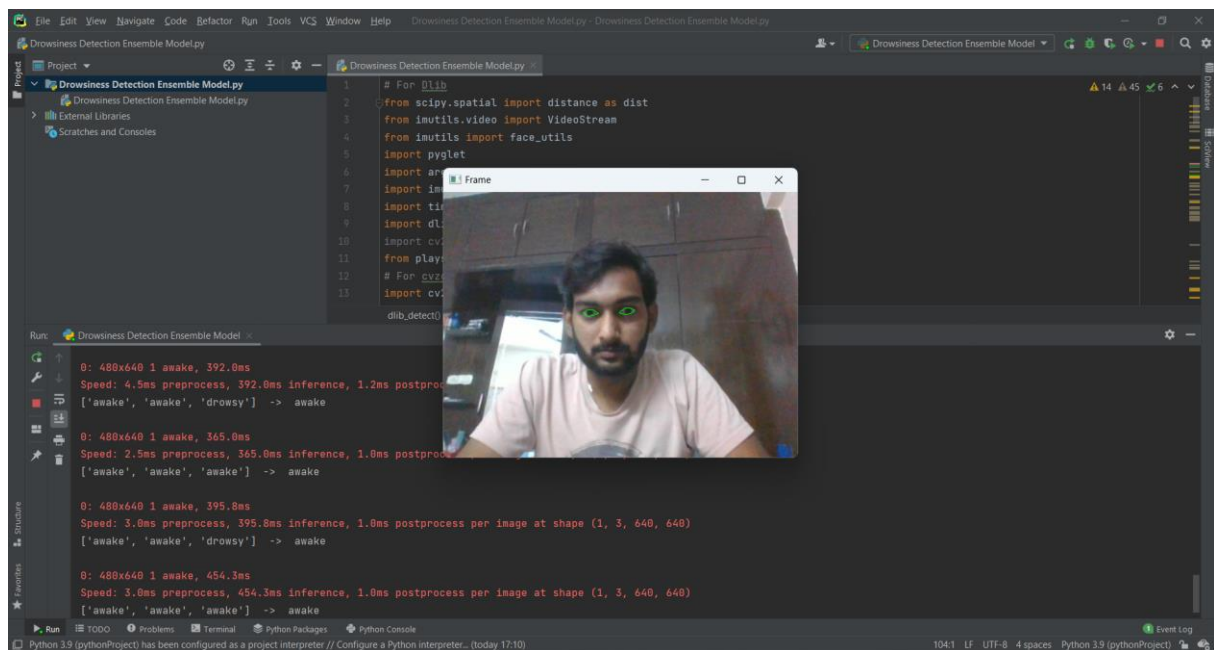 File Edit View Navigate Code Refactor Run Tools VCS Window Help Drowsiness Detection Ensemble Model.py - Drowsiness Detection Ensemble Model.py
Drowsiness Detection Ensemble Model.py
Drowsiness Detection Ensemble Model
Project
Project
Drowsiness Detection Ensemble Model.py
Drowsiness Detection Ensemble Model.py
External Libraries
Scratches and Consoles
Drowsiness Detection Ensemble Model.py
14 45 6
1 # For Dlib
2 from scipy.spatial import distance as dist
3 from imutils.video import VideoStream
4 from imutils import face_utils
5 import pyglet
6 import ar
7 import im
8 import ti
9 import dl
10 import cv
11 from play
12 # For cvz
13 import cv
dlib_detect()
Frame
Database
SciView
Run: Drowsiness Detection Ensemble Model
0: 480x640 1 awake, 392.0ms
Speed: 4.5ms preprocess, 392.0ms inference, 1.2ms postproc
['awake', 'awake', 'drowsy'] -> awake
0: 480x640 1 awake, 365.0ms
Speed: 2.5ms preprocess, 365.0ms inference, 1.0ms postproc
['awake', 'awake', 'awake'] -> awake
0: 480x640 1 awake, 395.8ms
Speed: 3.0ms preprocess, 395.8ms inference, 1.0ms postprocess per image at shape (1, 3, 640, 640)
['awake', 'awake', 'drowsy'] -> awake
0: 480x640 1 awake, 454.3ms
Speed: 3.0ms preprocess, 454.3ms inference, 1.0ms postprocess per image at shape (1, 3, 640, 640)
['awake', 'awake', 'awake'] -> awake
Structure
Favorites
Run TODO Problems Terminal Python Packages Python Console Event Log
Python 3.9 (pythonProject) has been configured as a project interpreter // Configure a Python interpreter... (today 17:10) 104:1 LF UTF-8 4 spaces Python 3.9 (pythonProject)